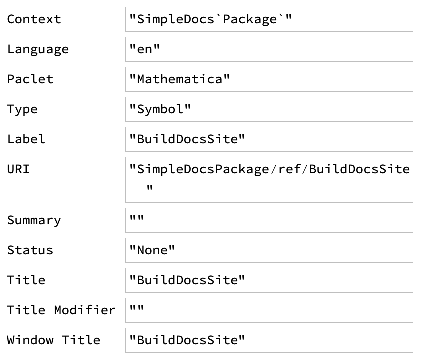 Context "SimpleDocs`Package`"
Language "en"
Paclet "Mathematica"
Type "Symbol"
Label "BuildDocsSite"
URI "SimpleDocsPackage/ref/BuildDocsSite
"
Summary ""
Status "None"
Title "BuildDocsSite"
Title Modifier ""
Window Title "BuildDocsSite"